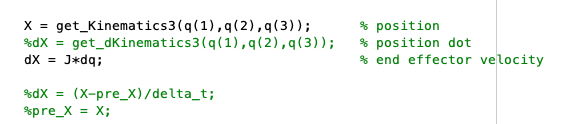 X = get_Kinematics3(q(1),q(2),q(3));      % position
%dX = get_dKinematics3(q(1),q(2),q(3));   % position dot
dX = J*dq;                                % end effector velocity
%dX = (X-pre_X)/delta_t;
%pre_X = X;